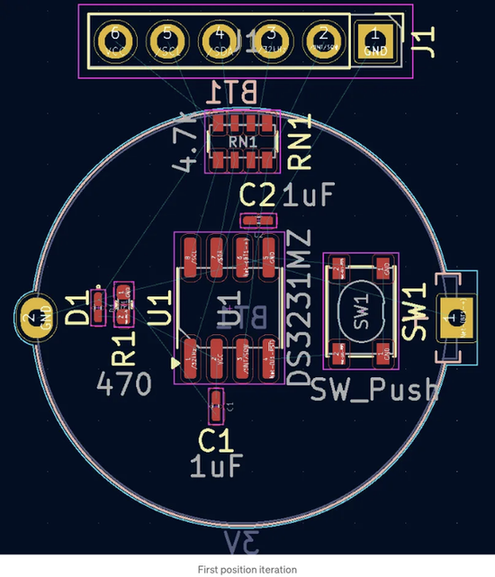 6 5 4 3 2 1
VCC SCL SDA 32kHz INT/SQW GND
J1
J1
BT1
4.7k
RN1
RN1
C2 1uF
D1
2
GND
R1
470
U1
U1
BT1
DS3231MZ
SW1
SW1
1
SW_Push
C1
1uF
3V
First position iteration